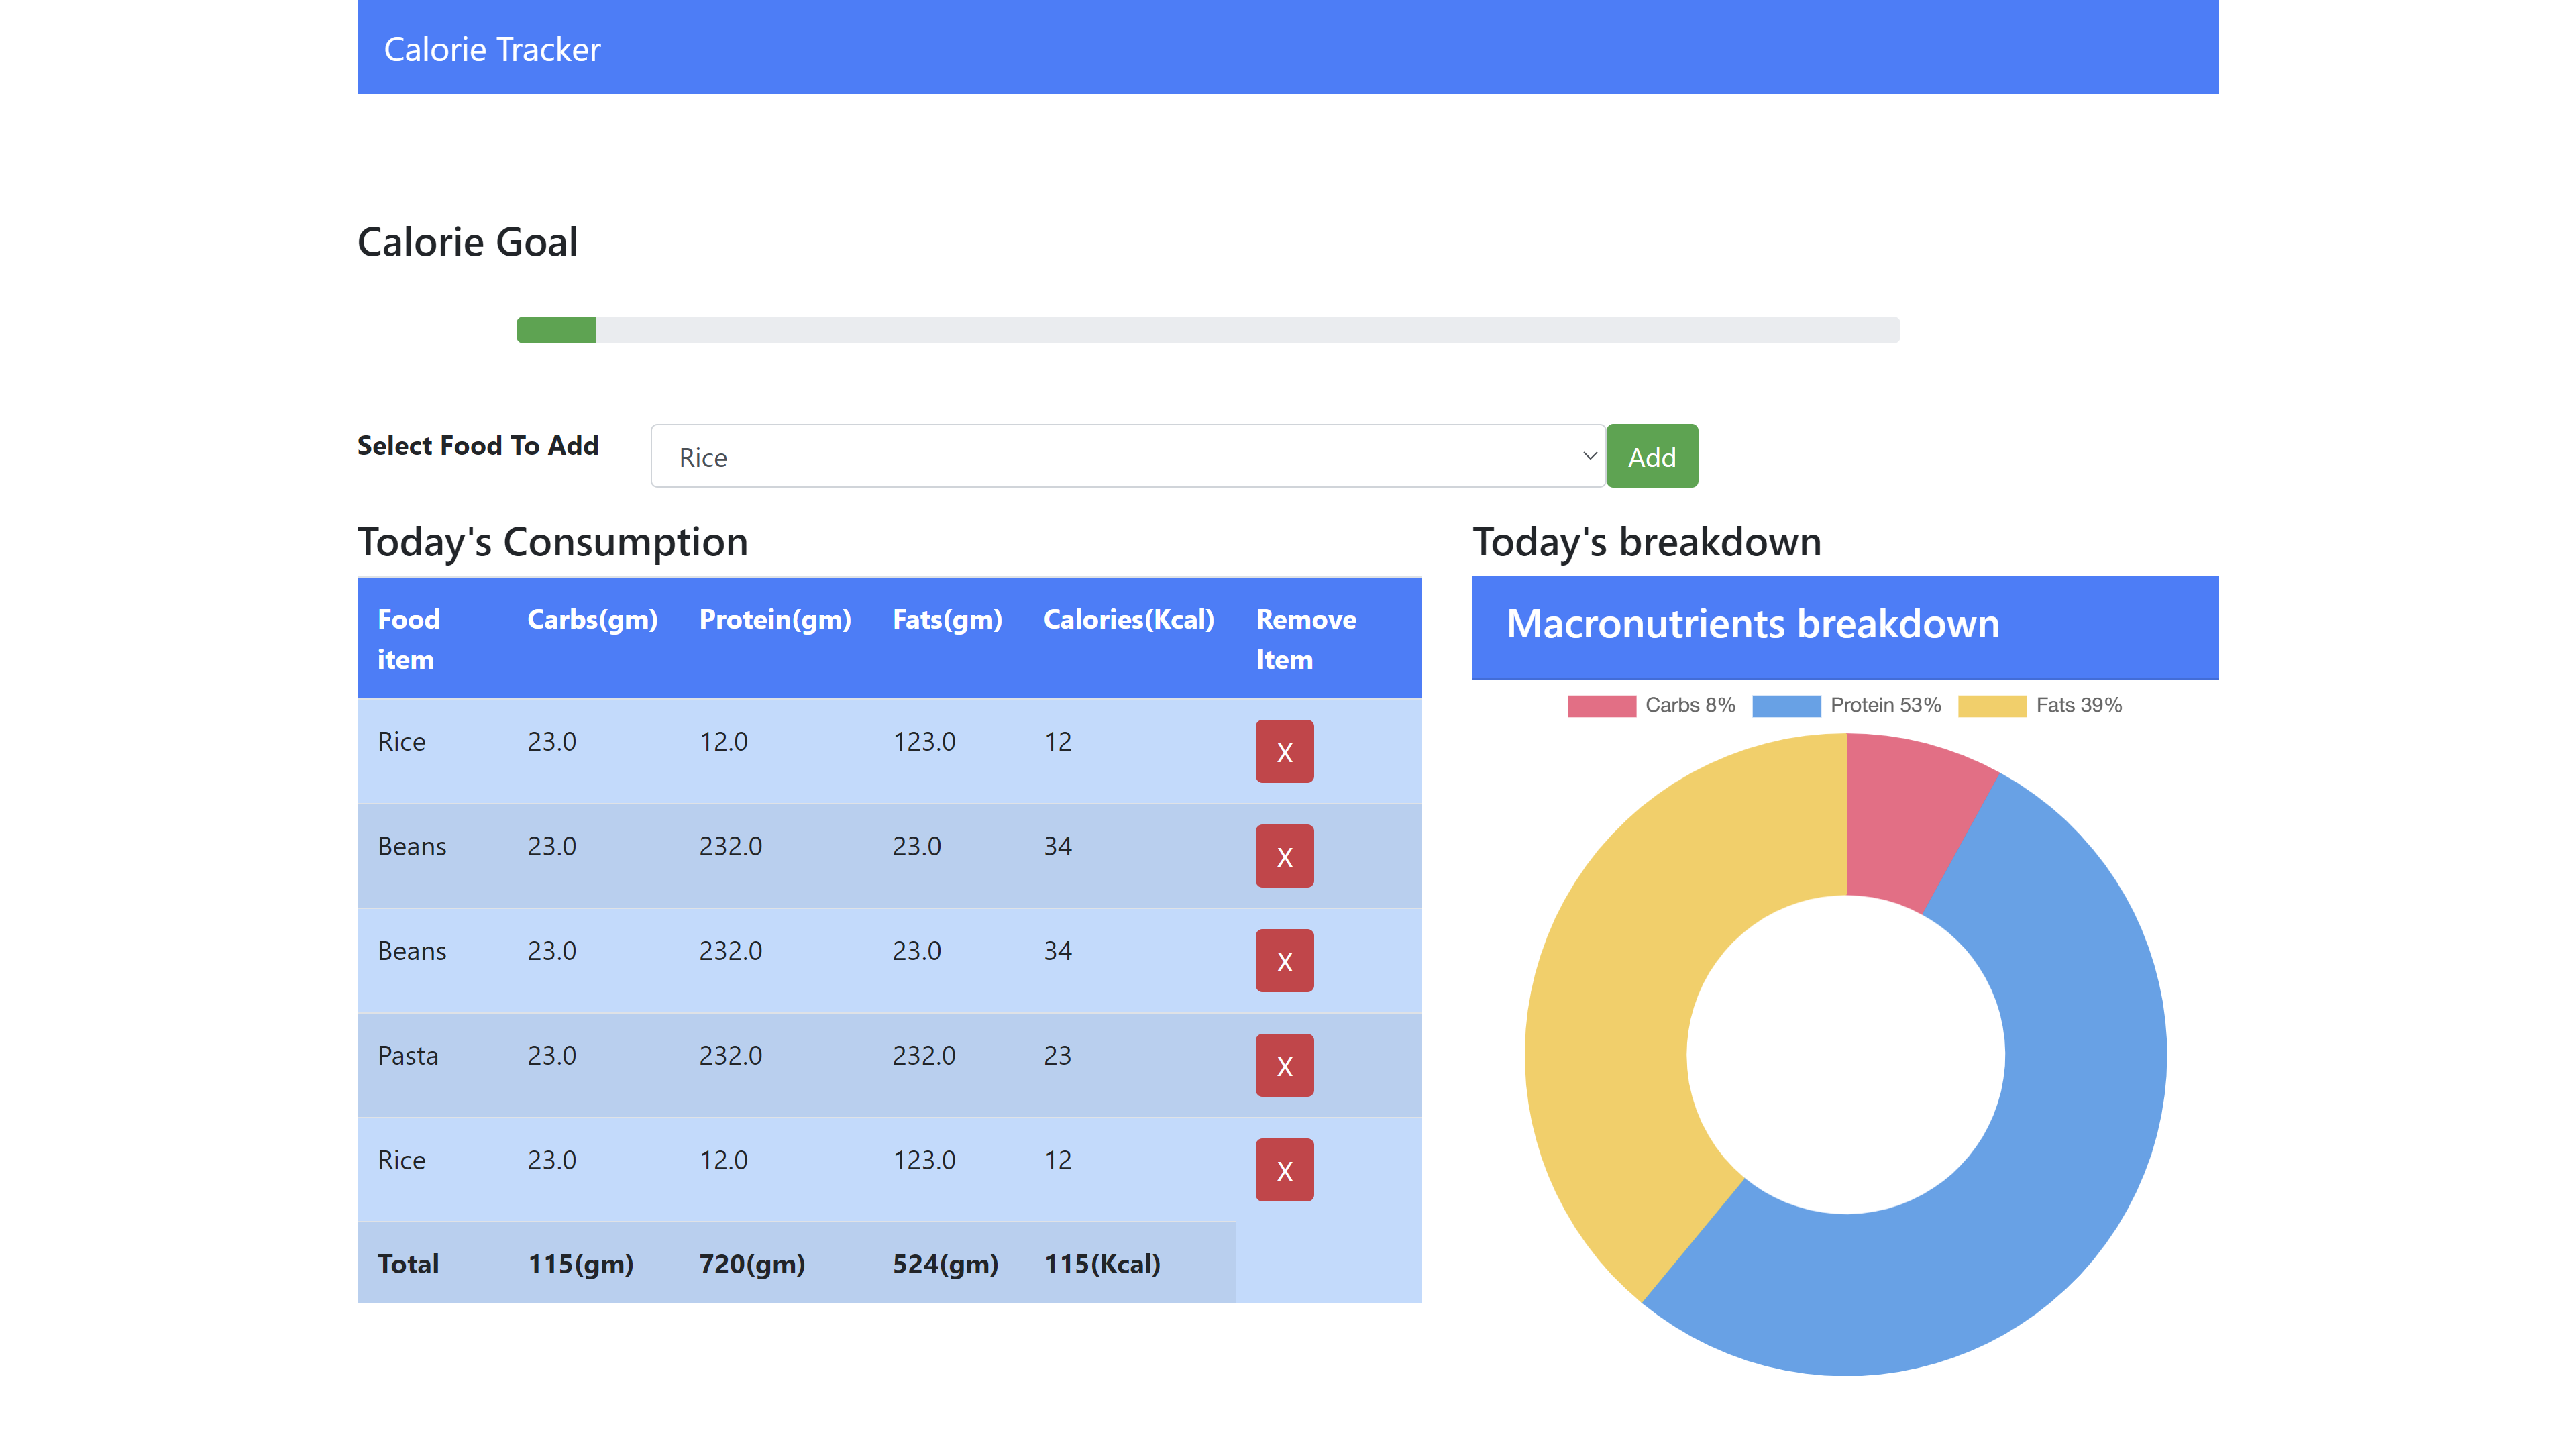 Calorie Tracker
Calorie Goal
Select Food To Add
Rice
Add
Today's Consumption
Food item Carbs(gm) Protein(gm) Fats(gm) Calories(Kcal) Remove Item
Rice 23.0 12.0 123.0 12 X
Beans 23.0 232.0 23.0 34 X
Beans 23.0 232.0 23.0 34 X
Pasta 23.0 232.0 232.0 23 X
Rice 23.0 12.0 123.0 12 X
Total 115(gm) 720(gm) 524(gm) 115(Kcal)
Today's breakdown
Macronutrients breakdown
Carbs 8% Protein 53% Fats 39%